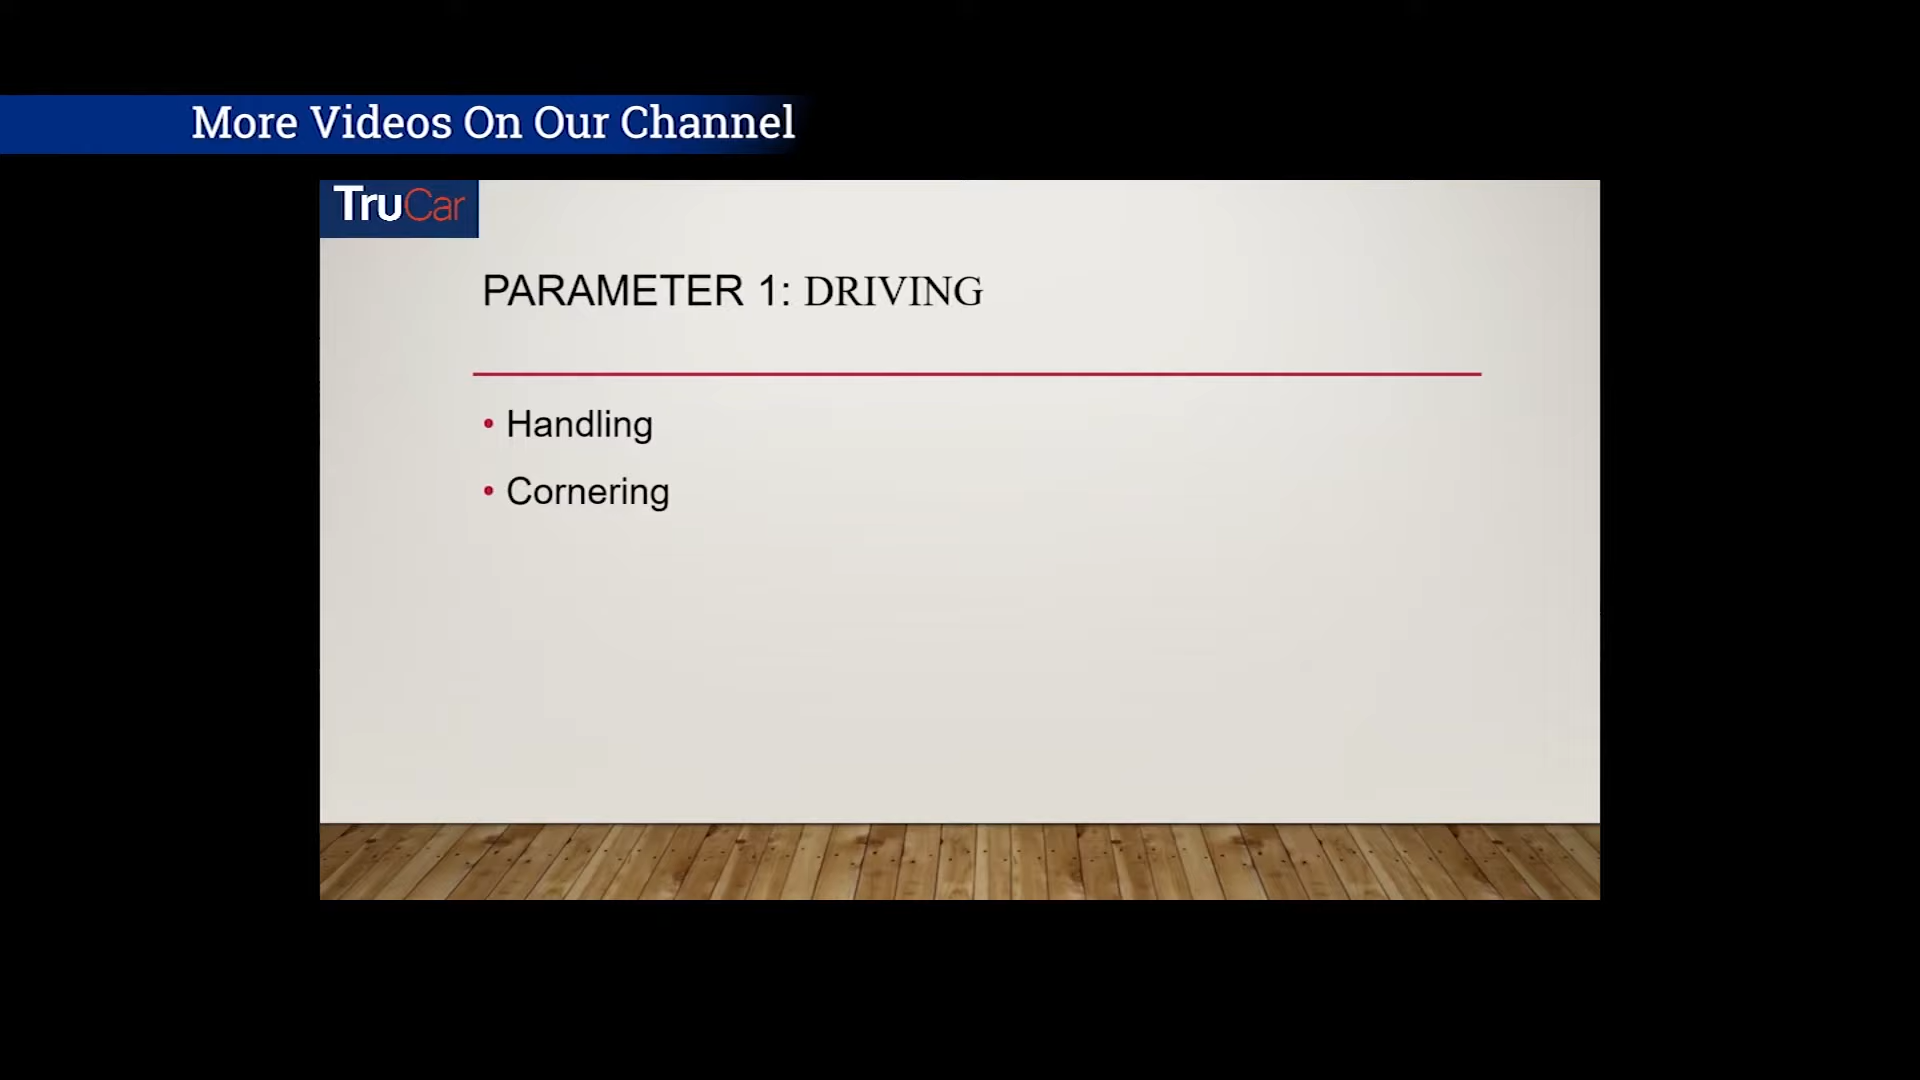 More Videos On Our Channel
TruCar
PARAMETER 1: DRIVING
• Handling
• Cornering